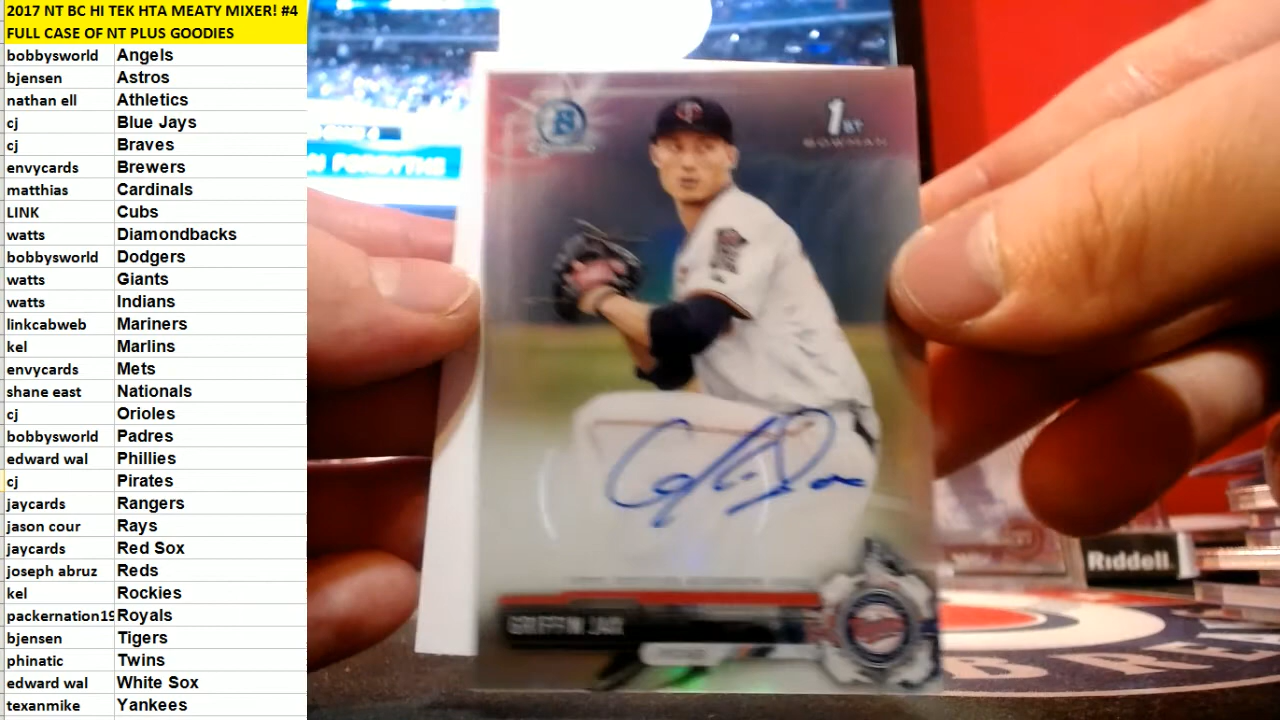 2017 NT BC HI TEK HTA MEATY MIXER! #4
FULL CASE OF NT PLUS GOODIES
bobbysworld Angels
bjensen Astros
nathan ell Athletics
cj Blue Jays
cj Braves
envycards Brewers
matthias Cardinals
LINK Cubs
watts Diamondbacks
bobbysworld Dodgers
watts Giants
watts Indians
linkcabweb Mariners
kel Marlins
envycards Mets
shane east Nationals
cj Orioles
bobbysworld Padres
edward wal Phillies
cj Pirates
jaycards Rangers
jason cour Rays
jaycards Red Sox
joseph abruz Reds
kel Rockies
packernation19 Royals
bjensen Tigers
phinatic Twins
edward wal White Sox
texanmike Yankees
FORSYTHE
B
1ST
BOWMAN
GRIFFIN JAX
Riddell
B BREA